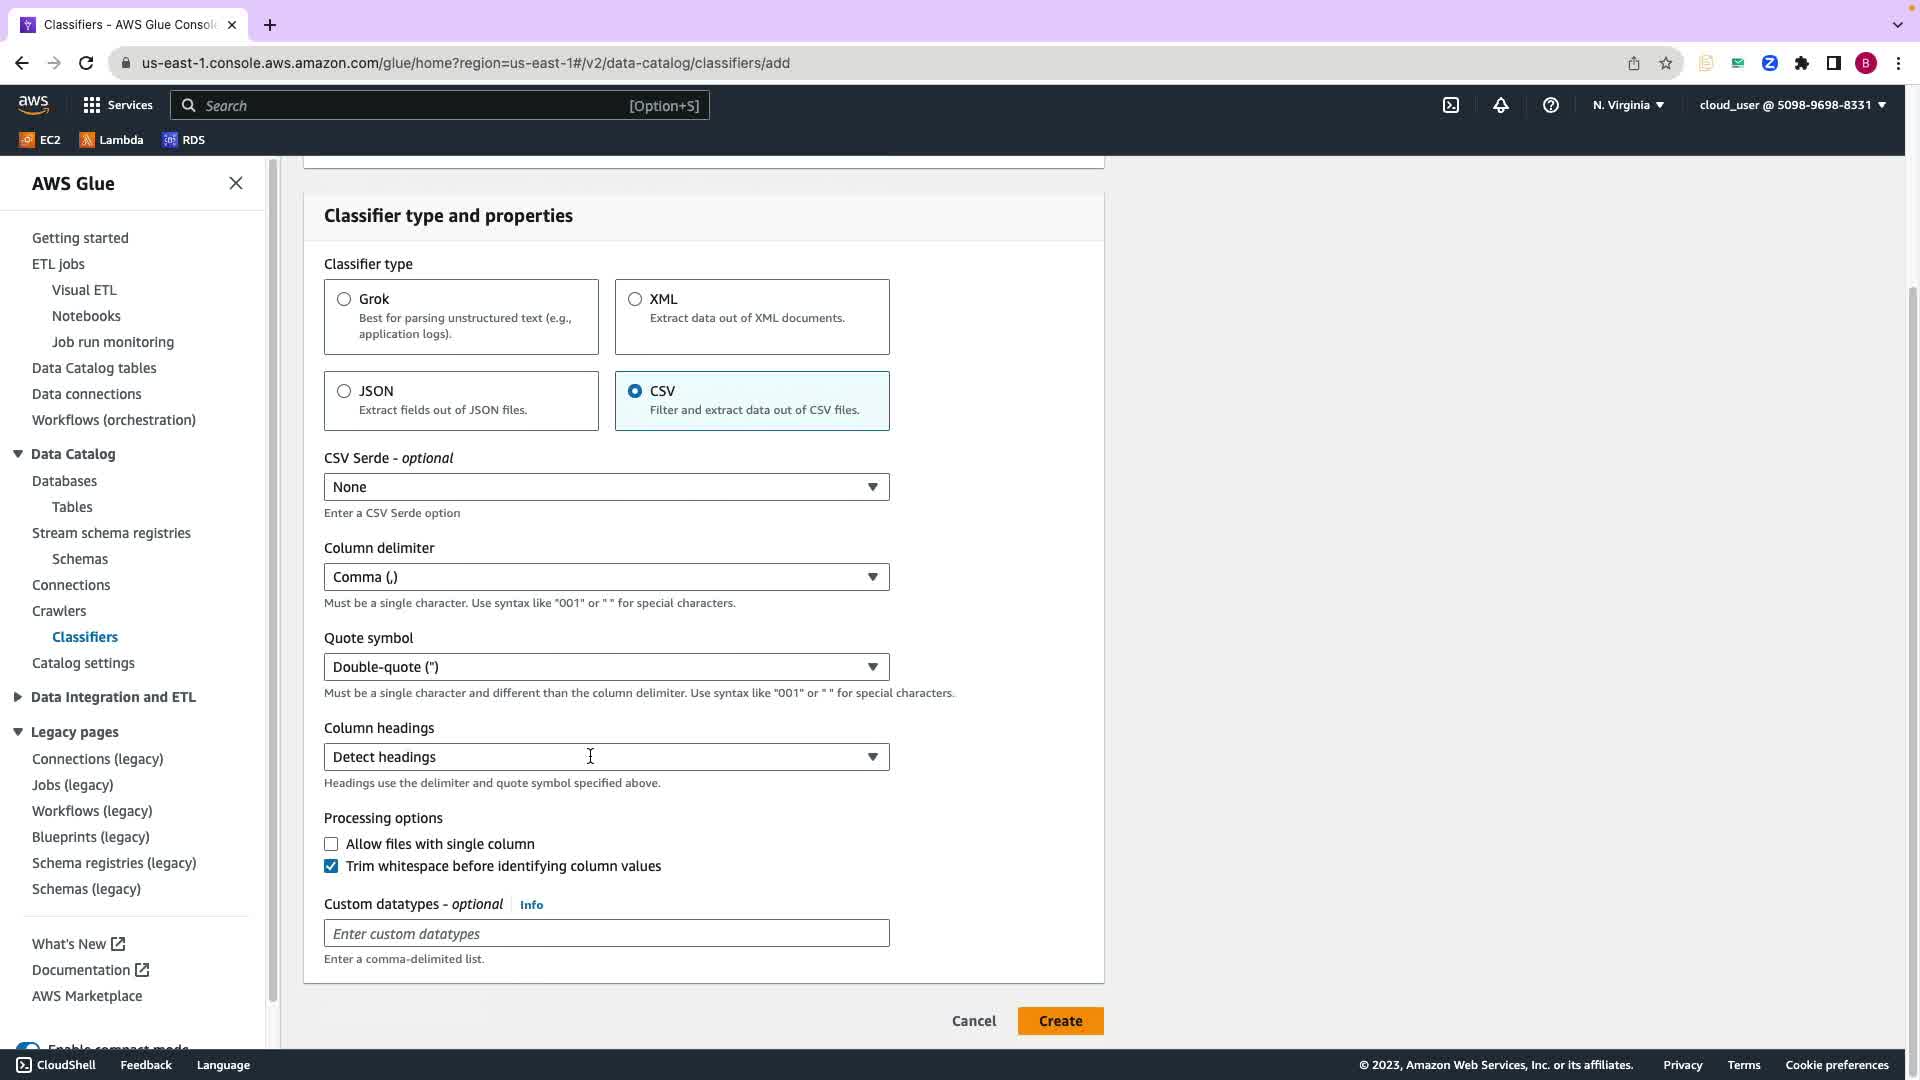 Classifiers - AWS Glue Consol
us-east-1.console.aws.amazon.com/glue/home?region=us-east-1#/v2/data-catalog/classifiers/add
B
aws
Services
Search
[Option+S]
N. Virginia
cloud_user @ 5098-9698-8331
EC2
Lambda
RDS
AWS Glue
Getting started
ETL jobs
Visual ETL
Notebooks
Job run monitoring
Data Catalog tables
Data connections
Workflows (orchestration)
Data Catalog
Databases
Tables
Stream schema registries
Schemas
Connections
Crawlers
Classifiers
Catalog settings
Data Integration and ETL
Legacy pages
Connections (legacy)
Jobs (legacy)
Workflows (legacy)
Blueprints (legacy)
Schema registries (legacy)
Schemas (legacy)
What's New
Documentation
AWS Marketplace
Enable compact mode
Classifier type and properties
Classifier type
Grok
Best for parsing unstructured text (e.g.,
application logs).
XML
Extract data out of XML documents.
JSON
Extract fields out of JSON files.
CSV
Filter and extract data out of CSV files.
CSV Serde - optional
None
Enter a CSV Serde option
Column delimiter
Comma (,)
Must be a single character. Use syntax like "001" or " " for special characters.
Quote symbol
Double-quote (")
Must be a single character and different than the column delimiter. Use syntax like "001" or " " for special characters.
Column headings
Detect headings
Headings use the delimiter and quote symbol specified above.
Processing options
Allow files with single column
Trim whitespace before identifying column values
Custom datatypes - optional
Info
Enter custom datatypes
Enter a comma-delimited list.
Cancel
Create
CloudShell
Feedback
Language
© 2023, Amazon Web Services, Inc. or its affiliates.
Privacy
Terms
Cookie preferences